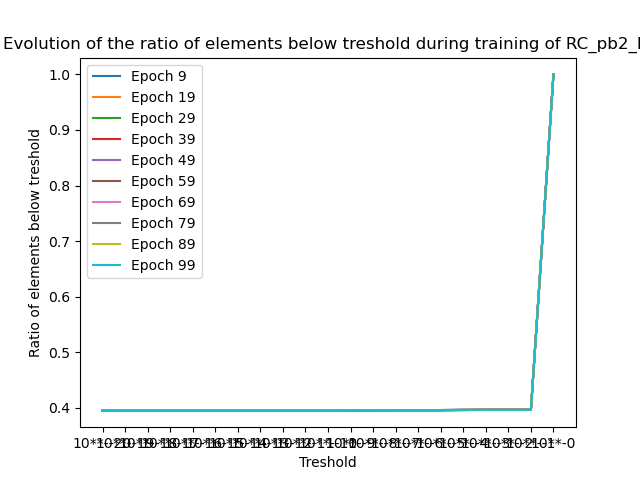 Evolution of the ratio of elements below treshold during training of RC_pb2_
1.0
0.9
0.8
0.7
0.6
0.5
0.4
Ratio of elements below treshold
Epoch 9
Epoch 19
Epoch 29
Epoch 39
Epoch 49
Epoch 59
Epoch 69
Epoch 79
Epoch 89
Epoch 99
Treshold